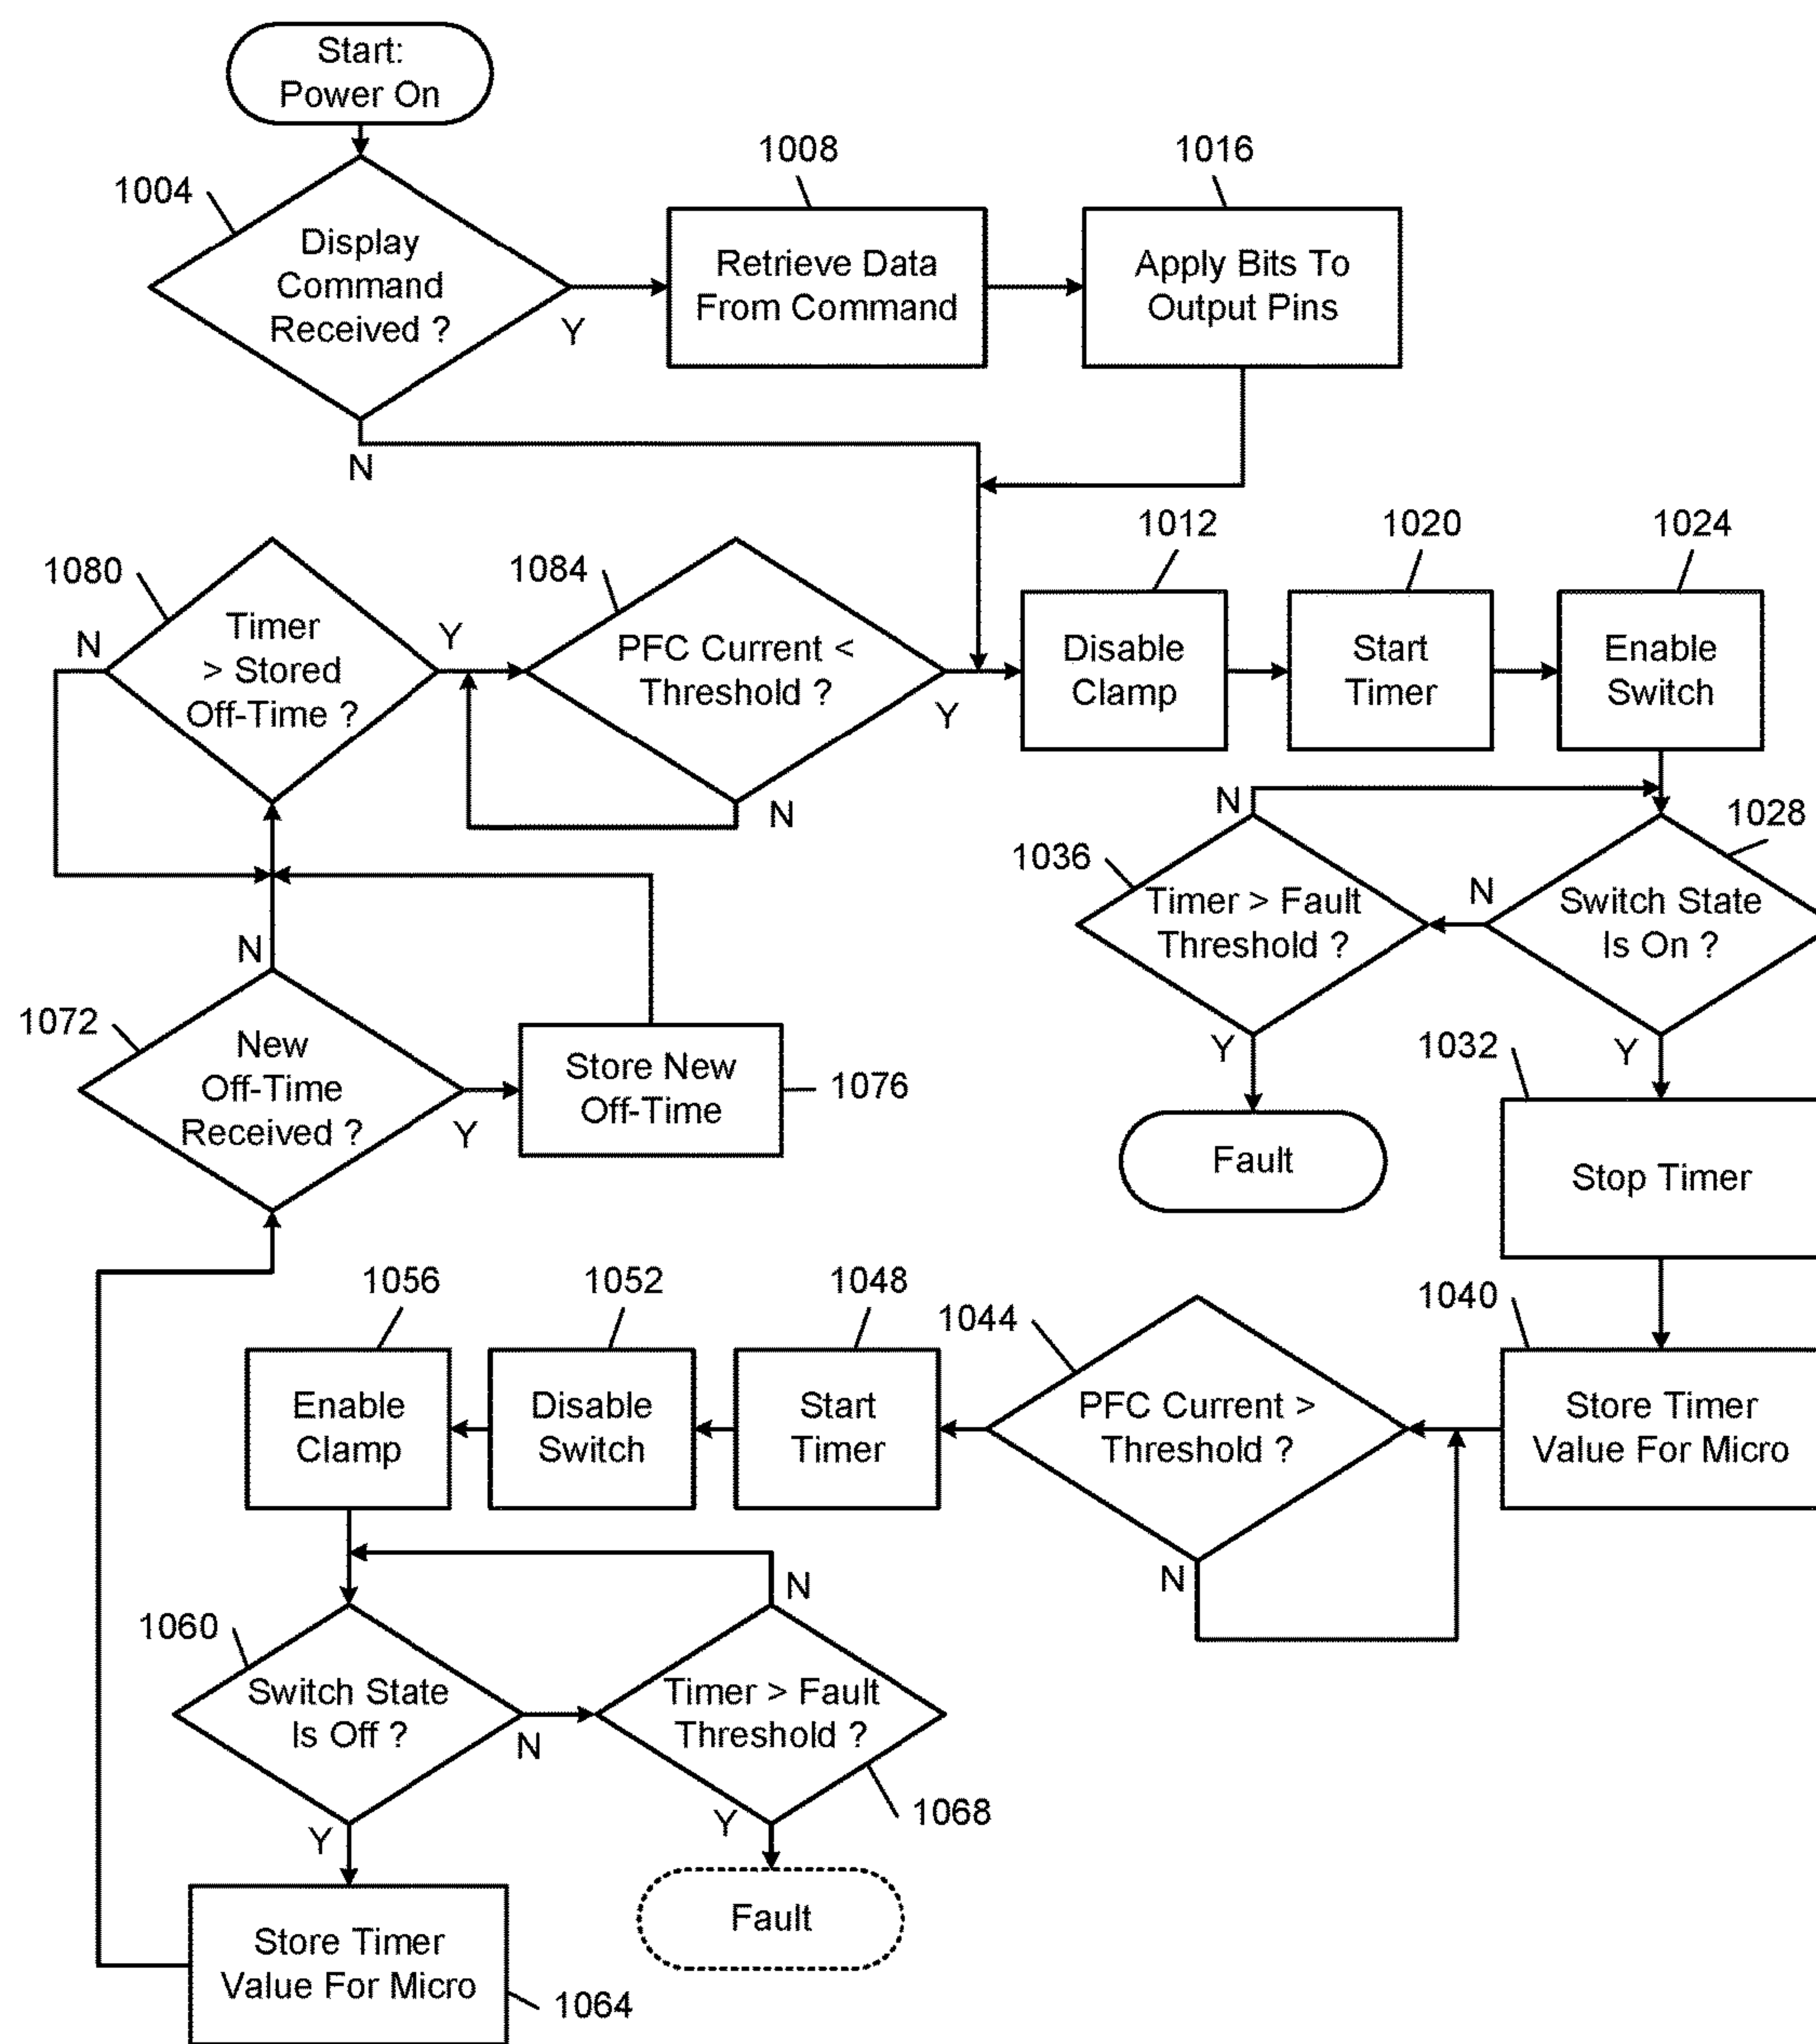 Start:
Power On
1004
Display
Command
Received ?
Y
N
1008
Retrieve Data
From Command
1016
Apply Bits To
Output Pins
1080
N
Timer
> Stored
Off-Time ?
Y
1084
PFC Current <
Threshold ?
Y
N
1012
Disable
Clamp
1020
Start
Timer
1024
Enable
Switch
N
1036
Timer > Fault
Threshold ?
N
1028
Switch State
Is On ?
Y
Fault
Y
1032
Stop Timer
N
1072
New
Off-Time
Received ?
Y
Store New
Off-Time
1076
1056
Enable
Clamp
1052
Disable
Switch
1048
Start
Timer
1044
PFC Current >
Threshold ?
N
1040
Store Timer
Value For Micro
1060
Switch State
Is Off ?
N
Y
N
Timer > Fault
Threshold ?
1068
Y
Fault
Store Timer
Value For Micro
1064